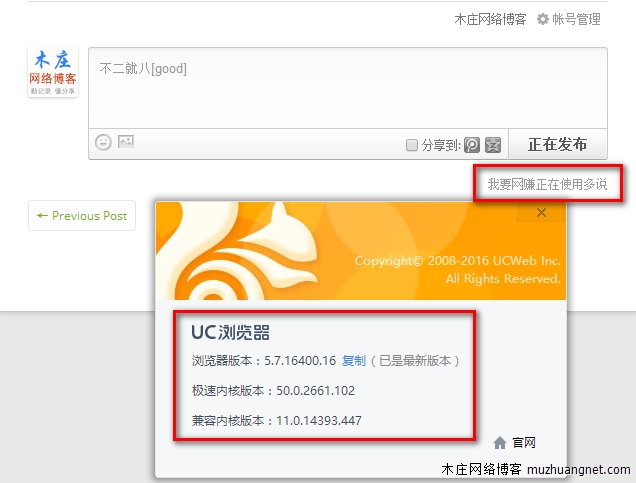 木庄网络博客 帐号管理
木庄
网络博客
勤记录 懂分享
不二就八[good]
分享到: 正在发布
我要网赚正在使用多说
← Previous Post
Copyright© 2008-2016 UCWeb Inc.
All Rights Reserved.
UC浏览器
浏览器版本：5.7.16400.16 复制（已是最新版本）
极速内核版本：50.0.2661.102
兼容内核版本：11.0.14393.447
官网
木庄网络博客 muzhuangnet.com